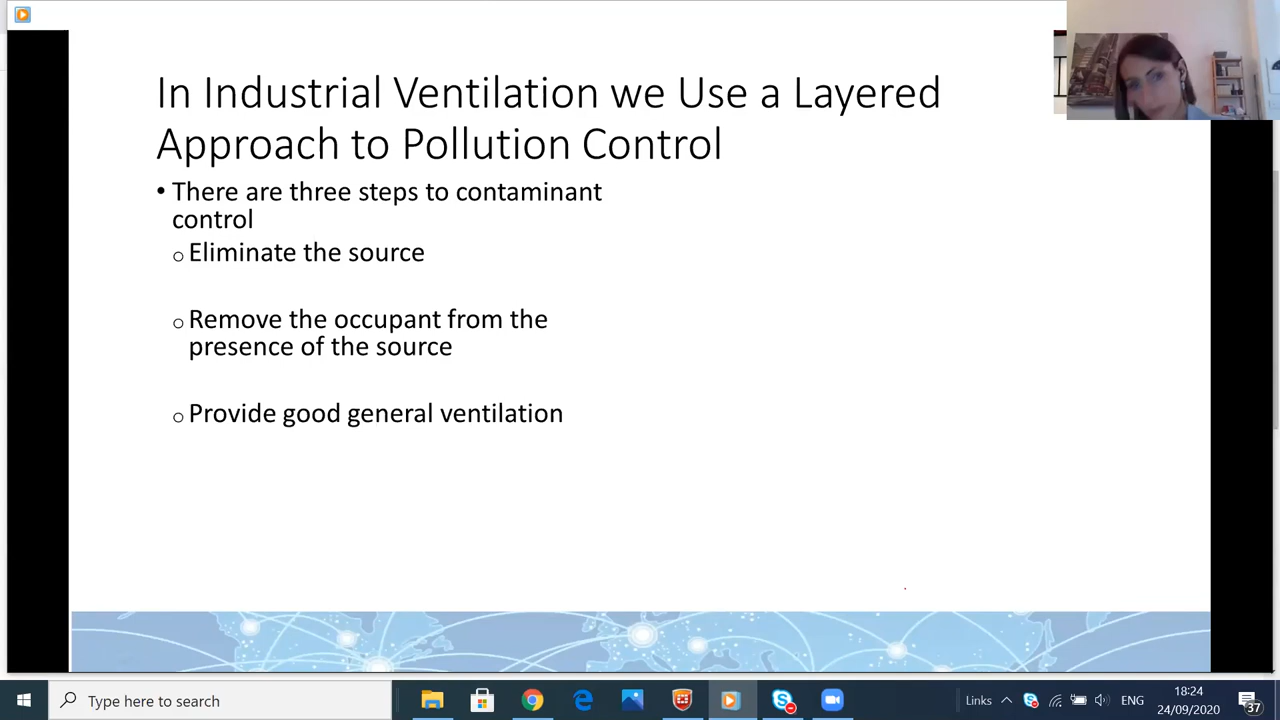 In Industrial Ventilation we Use a Layered
Approach to Pollution Control
• There are three steps to contaminant
control
o Eliminate the source
o Remove the occupant from the
presence of the source
o Provide good general ventilation
Type here to search
Links
ENG
18:24
24/09/2020
37